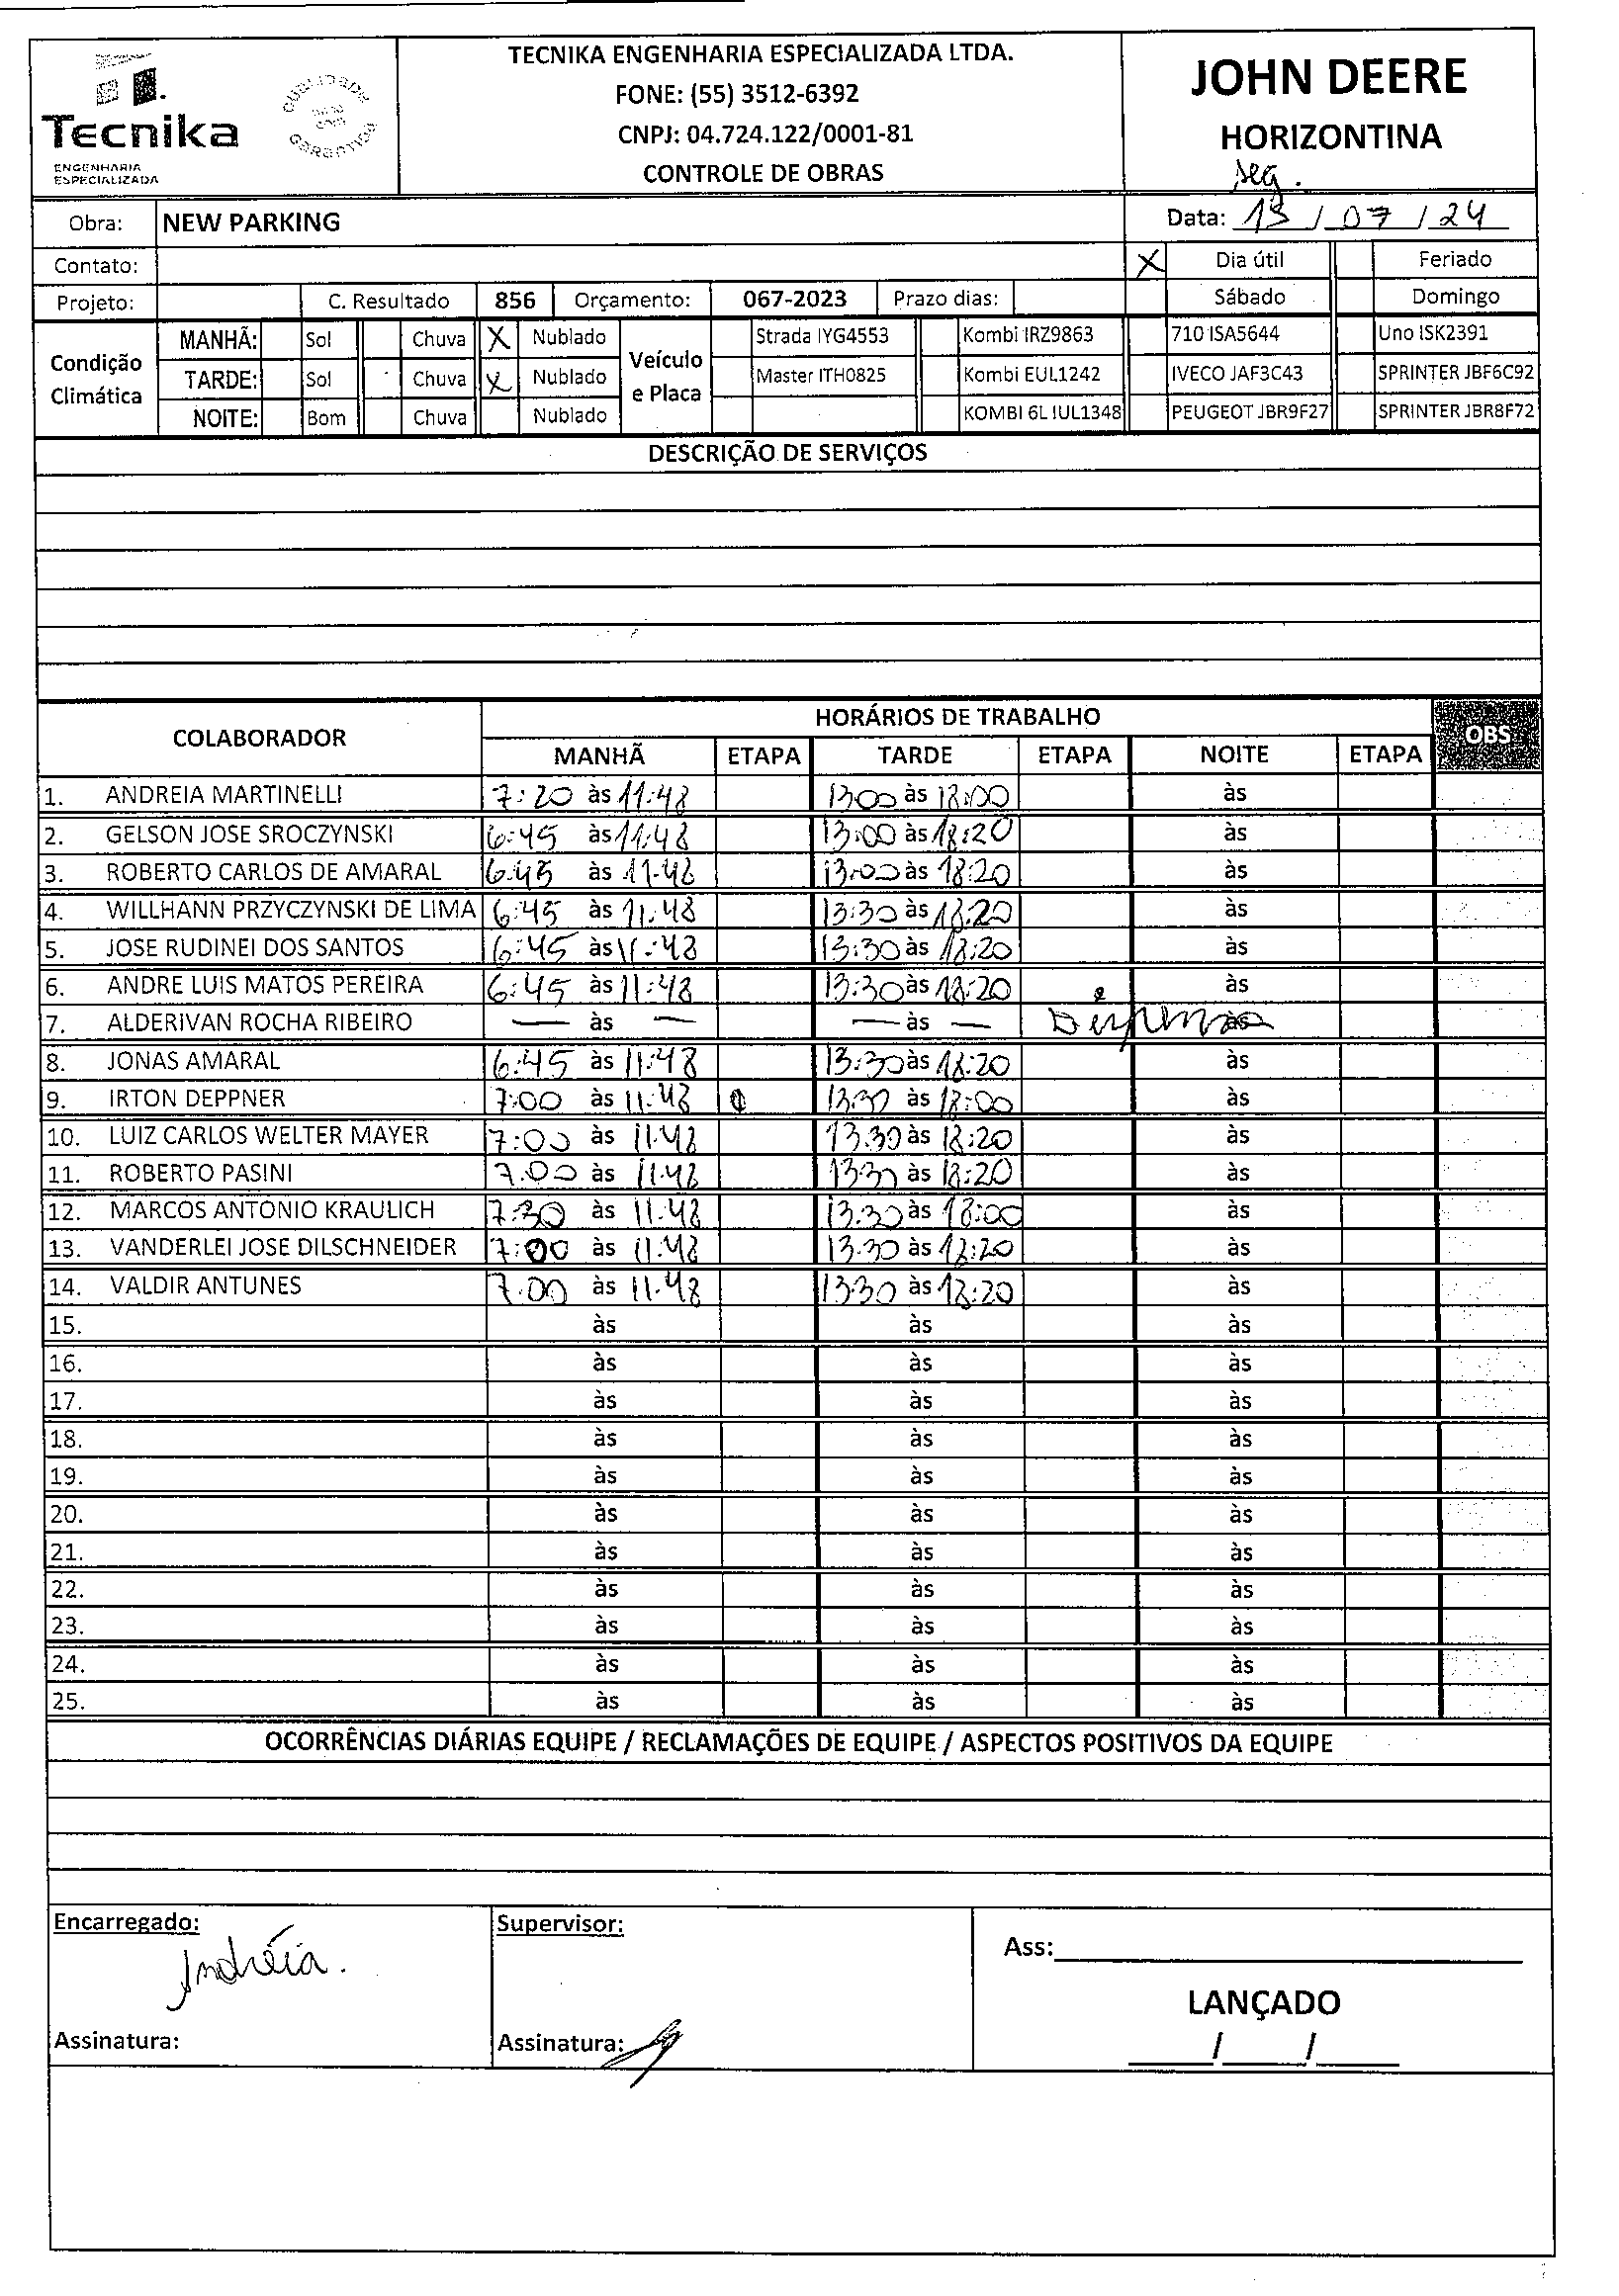 Tecnika
ENGENHARIA
ESPECIALIZADA
QUALIDADE
COM
GARANTIDA
TECNIKA ENGENHARIA ESPECIALIZADA LTDA.
FONE: (55) 3512-6392
CNPJ: 04.724.122/0001-81
CONTROLE DE OBRAS
JOHN DEERE
HORIZONTINA
seg.
Obra: NEW PARKING Data: /07/24
Contato: X Dia útil Feriado
Projeto: C. Resultado 856 Orçamento: 067-2023 Prazo dias: Sábado Domingo
Condição Climática
MANHÃ: Sol Chuva X Nublado
TARDE: Sol Chuva X Nublado
NOITE: Bom Chuva Nublado
Veículo e Placa
Strada IYG4553 Kombi IRZ9863 710 ISA5644 Uno ISK2391
Master ITH0825 Kombi EUL1242 IVECO JAF3C43 SPRINTER JBF6C92
KOMBI 6L IUL1348 PEUGEOT JBR9F27 SPRINTER JBR8F72
DESCRIÇÃO DE SERVIÇOS
COLABORADOR HORÁRIOS DE TRABALHO OBS
MANHÃ ETAPA TARDE ETAPA NOITE ETAPA
1. ANDREIA MARTINELLI 7:20 às 11:48 13:00 às 18:00 às
2. GELSON JOSE SROCZYNSKI 6:45 às 11:48 13:00 às 18:20 às
3. ROBERTO CARLOS DE AMARAL 6:45 às 11:48 13:00 às 18:20 às
4. WILLHANN PRZYCZYNSKI DE LIMA 6:45 às 11:48 13:30 às 18:20 às
5. JOSE RUDINEI DOS SANTOS 6:45 às 11:48 13:30 às 18:20 às
6. ANDRE LUIS MATOS PEREIRA 6:45 às 11:48 13:30 às 18:20 às
7. ALDERIVAN ROCHA RIBEIRO — às — — às — às
8. JONAS AMARAL 6:45 às 11:48 13:30 às 18:20 às
9. IRTON DEPPNER 7:00 às 11:48 13:30 às 18:00 às
10. LUIZ CARLOS WELTER MAYER 7:00 às 11:48 13:30 às 18:20 às
11. ROBERTO PASINI 7:00 às 11:48 13:30 às 18:20 às
12. MARCOS ANTONIO KRAULICH 7:30 às 11:48 13:30 às 18:00 às
13. VANDERLEI JOSE DILSCHNEIDER 7:00 às 11:48 13:30 às 18:20 às
14. VALDIR ANTUNES 7:00 às 11:48 13:30 às 18:20 às
15. às às às
16. às às às
17. às às às
18. às às às
19. às às às
20. às às às
21. às às às
22. às às às
23. às às às
24. às às às
25. às às às
OCORRÊNCIAS DIÁRIAS EQUIPE / RECLAMAÇÕES DE EQUIPE / ASPECTOS POSITIVOS DA EQUIPE
Encarregado: Supervisor: Ass:
Andréia.
LANÇADO
Assinatura: Assinatura: / /